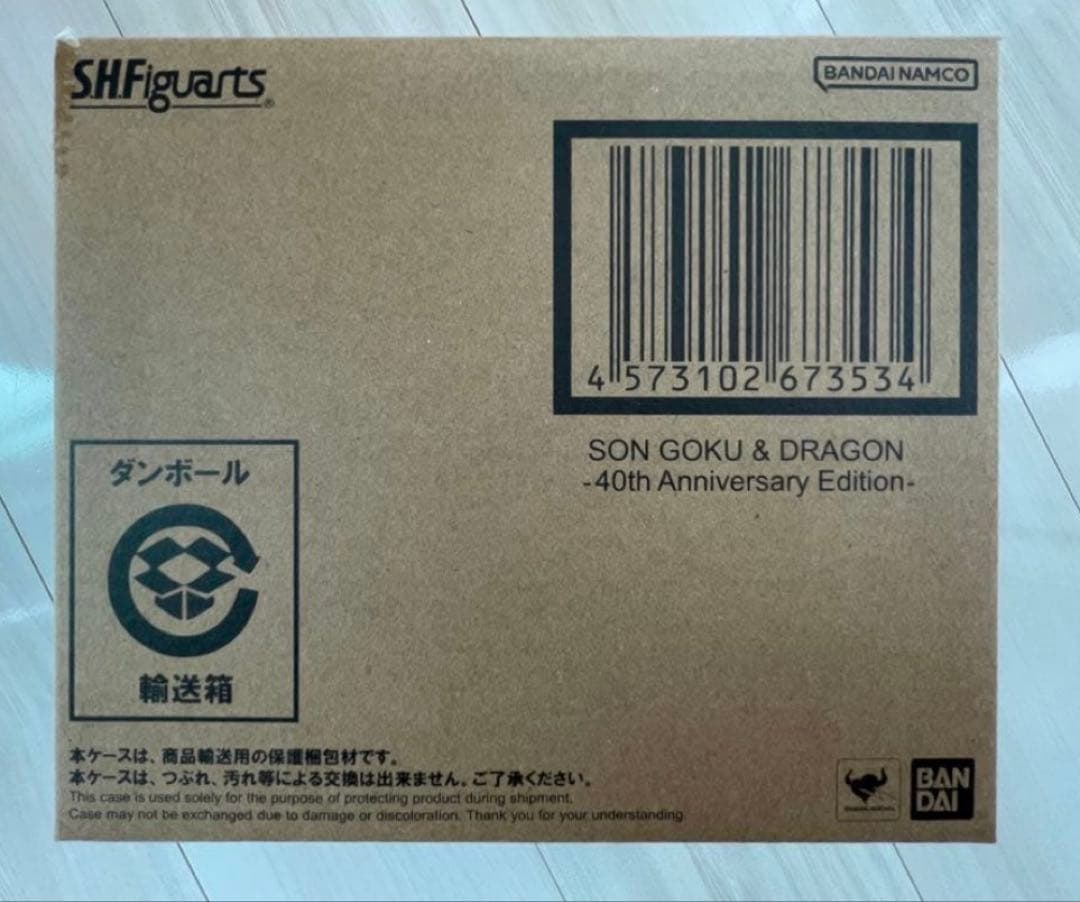 S.H.Figuarts®
BANDAI NAMCO
4 573102 673534
SON GOKU & DRAGON
-40th Anniversary Edition-
ダンボール
輸送箱
本ケースは、商品輸送用の保護梱包材です。
本ケースは、つぶれ、汚れ等による交換は出来ません。ご了承ください。
This case is used solely for the purpose of protecting product during shipment.
Case may not be exchanged due to damage or discoloration. Thank you for your understanding.
BAN
DAI